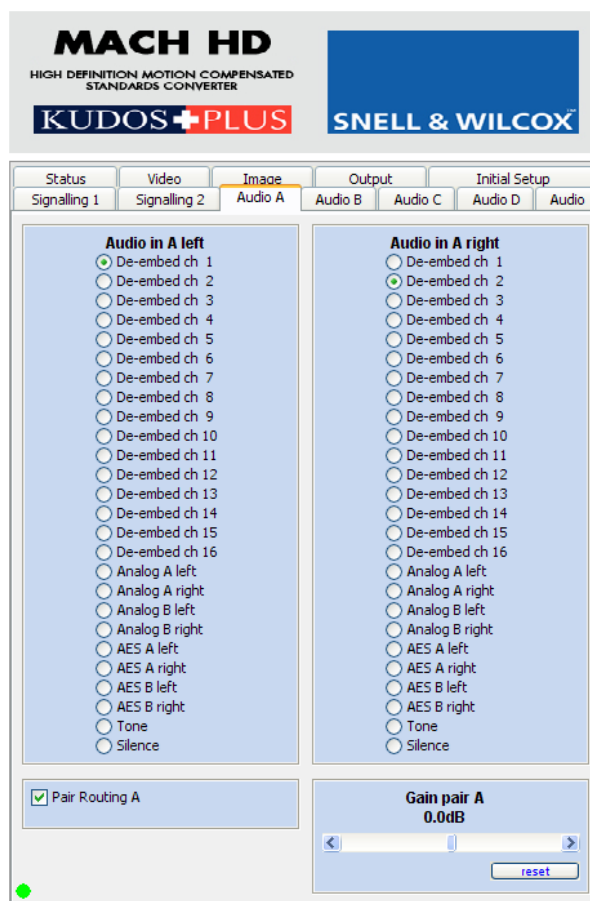 MACH HD
HIGH DEFINITION MOTION COMPENSATED
STANDARDS CONVERTER
KUDOS+PLUS
SNELL & WILCOX
Status Video Image Output Initial Setup
Signalling 1 Signalling 2 Audio A Audio B Audio C Audio D Audio
Audio in A left
De-embed ch 1
De-embed ch 2
De-embed ch 3
De-embed ch 4
De-embed ch 5
De-embed ch 6
De-embed ch 7
De-embed ch 8
De-embed ch 9
De-embed ch 10
De-embed ch 11
De-embed ch 12
De-embed ch 13
De-embed ch 14
De-embed ch 15
De-embed ch 16
Analog A left
Analog A right
Analog B left
Analog B right
AES A left
AES A right
AES B left
AES B right
Tone
Silence
Audio in A right
De-embed ch 1
De-embed ch 2
De-embed ch 3
De-embed ch 4
De-embed ch 5
De-embed ch 6
De-embed ch 7
De-embed ch 8
De-embed ch 9
De-embed ch 10
De-embed ch 11
De-embed ch 12
De-embed ch 13
De-embed ch 14
De-embed ch 15
De-embed ch 16
Analog A left
Analog A right
Analog B left
Analog B right
AES A left
AES A right
AES B left
AES B right
Tone
Silence
Pair Routing A
Gain pair A
0.0dB
reset